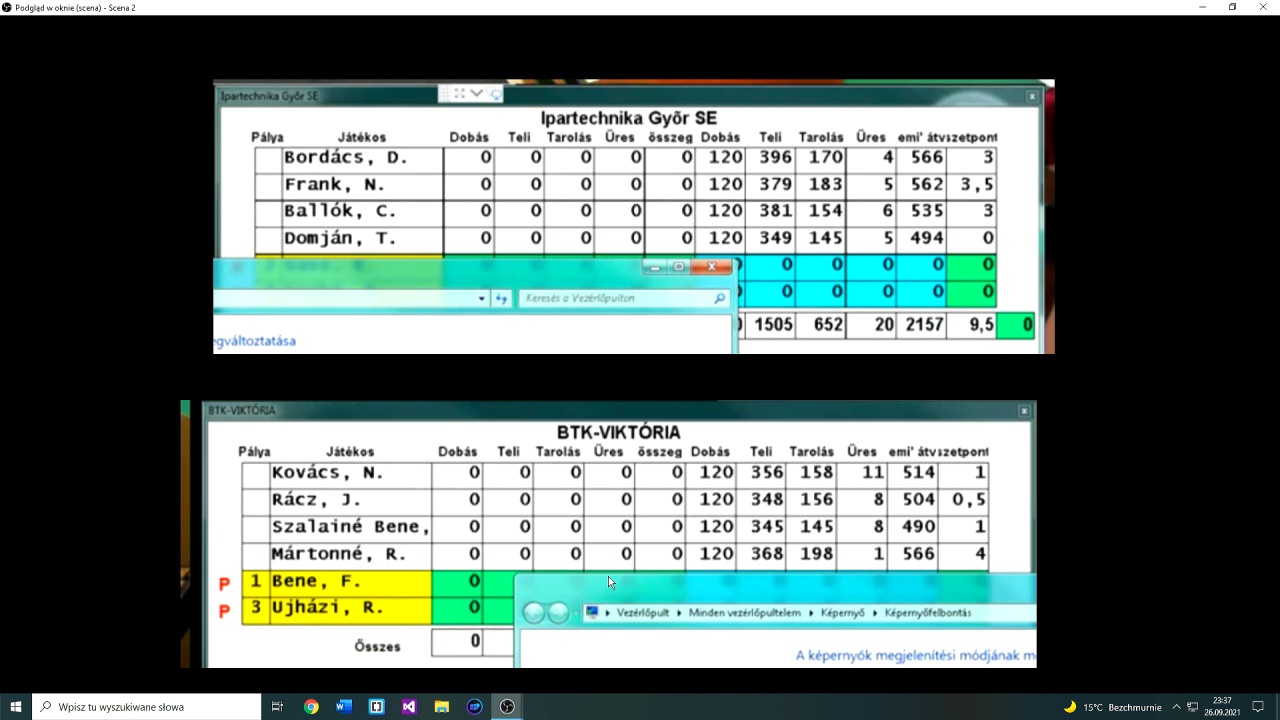 Podgląd w oknie (scena) - Scena 2
Ipartechnika Győr SE
Ipartechnika Győr SE
Pálya Játékos Dobás Teli Tarolás Üres összeg Dobás Teli Tarolás Üres emi' átv szetpont
Bordács, D. 0 0 0 0 0 120 396 170 4 566 3
Frank, N. 0 0 0 0 0 120 379 183 5 562 3,5
Ballók, C. 0 0 0 0 0 120 381 154 6 535 3
Domján, T. 0 0 0 0 0 120 349 145 5 494 0
0 0 0 0 0
0 0 0 0 0
Keresés a Vezérlőpulton
1505 652 20 2157 9,5 0
gváltoztatása
BTK-VIKTÓRIA
BTK-VIKTÓRIA
Pálya Játékos Dobás Teli Tarolás Üres összeg Dobás Teli Tarolás Üres emi' átv szetpont
Kovács, N. 0 0 0 0 0 120 356 158 11 514 1
Rácz, J. 0 0 0 0 0 120 348 156 8 504 0,5
Szalainé Bene, 0 0 0 0 0 120 345 145 8 490 1
Mártonné, R. 0 0 0 0 0 120 368 198 1 566 4
P 1 Bene, F. 0
P 3 Ujházi, R. 0
Vezérlőpult Minden vezérlőpultelem Képernyő Képernyőfelbontás
Összes 0
A képernyők megjelenítési módjának m
Wpisz tu wyszukiwane słowa
15°C Bezchmurnie
23:37
26.09.2021